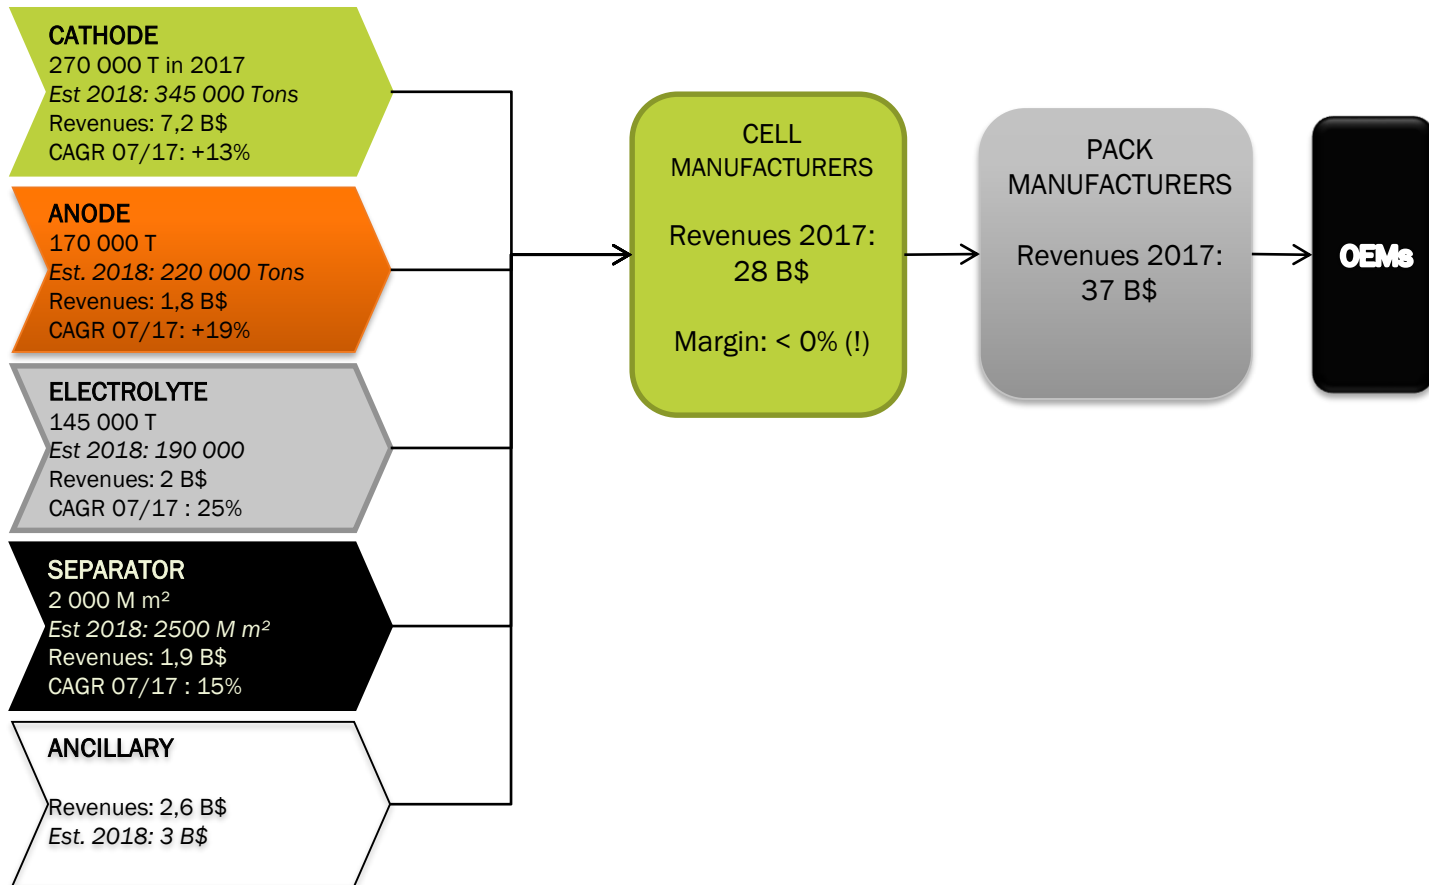 CATHODE
270 000 T in 2017
Est 2018: 345 000 Tons
Revenues: 7,2 B$
CAGR 07/17: +13%
ANODE
170 000 T
Est. 2018: 220 000 Tons
Revenues: 1,8 B$
CAGR 07/17: +19%
ELECTROLYTE
145 000 T
Est 2018: 190 000
Revenues: 2 B$
CAGR 07/17 : 25%
SEPARATOR
2 000 M m²
Est 2018: 2500 M m²
Revenues: 1,9 B$
CAGR 07/17 : 15%
ANCILLARY
Revenues: 2,6 B$
Est. 2018: 3 B$
CELL
MANUFACTURERS
Revenues 2017:
28 B$
Margin: < 0% (!)
PACK
MANUFACTURERS
Revenues 2017:
37 B$
OEMs